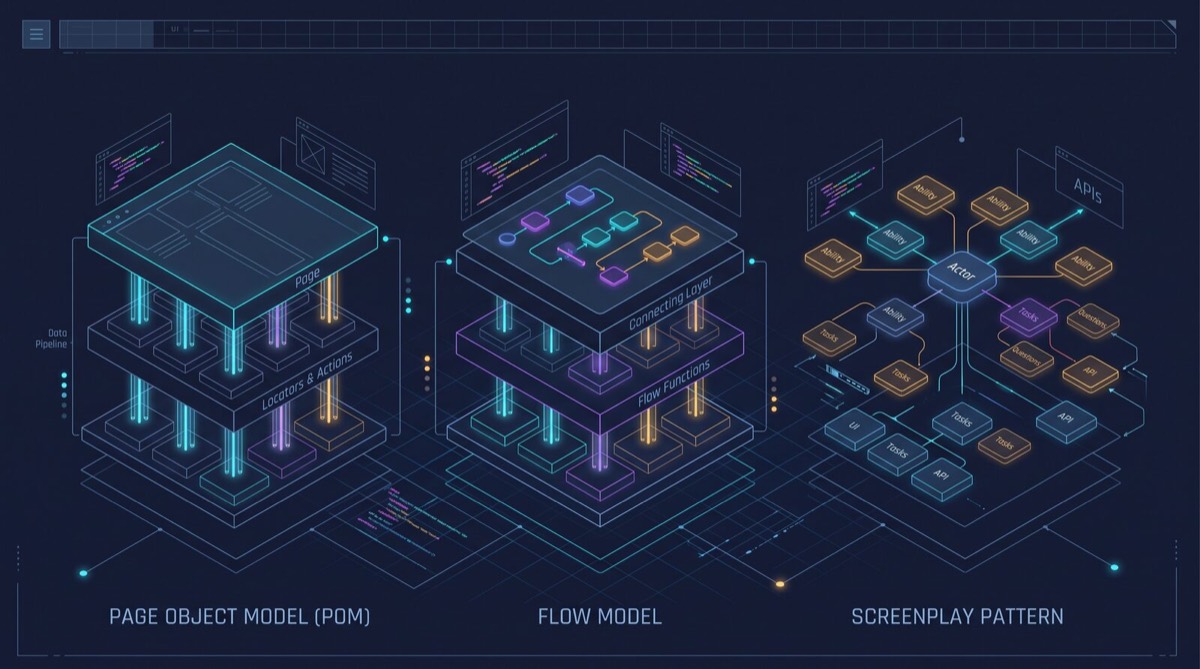 UI
APIs
Ability
Ability
Ability
Ability
Ability
Ability
Actor
Page
Connecting Layer
Ability
Tasks
Questions
Data
Pipeline
Tasks
Questions
Locators & Actions
Flow Functions
Tasks
API
UI
Tasks
API
Tasks
Tasks
API
PAGE OBJECT MODEL (POM)
FLOW MODEL
SCREENPLAY PATTERN